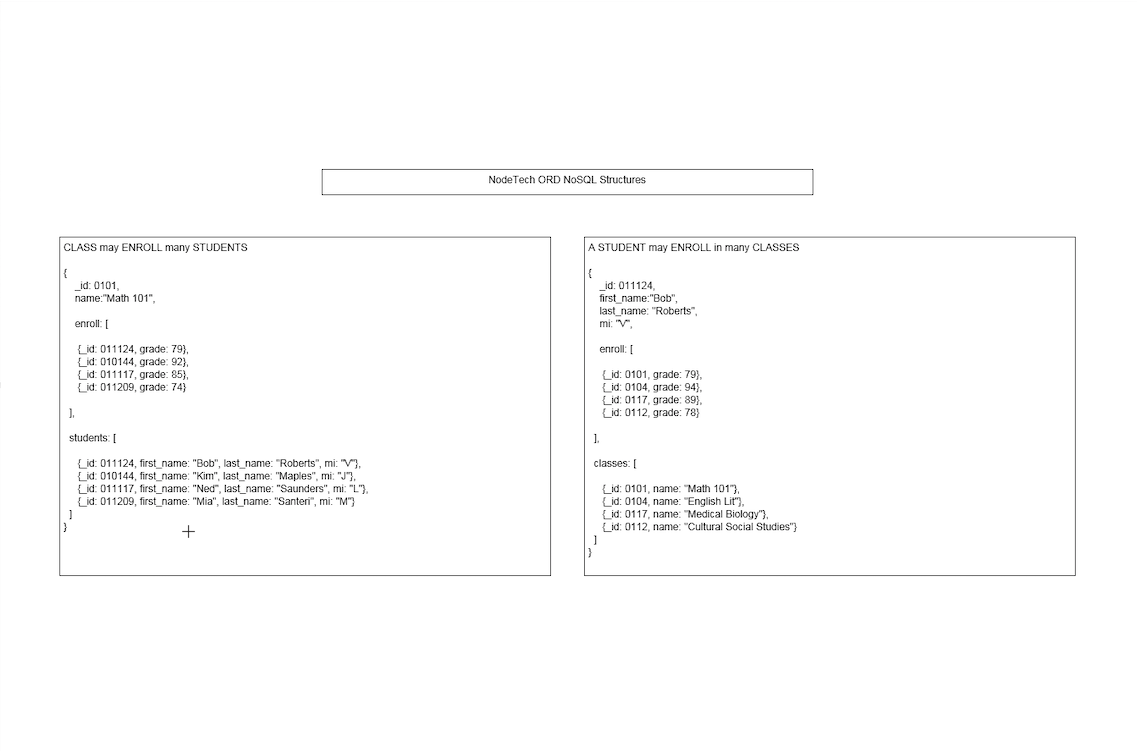 NodeTech ORD NoSQL Structures
CLASS may ENROLL many STUDENTS
{
_id: 0101,
name:"Math 101",
enroll: [
{_id: 011124, grade: 79},
{_id: 010144, grade: 92},
{_id: 011117, grade: 85},
{_id: 011209, grade: 74}
],
students: [
{_id: 011124, first_name: "Bob", last_name: "Roberts", mi: "V"},
{_id: 010144, first_name: "Kim", last_name: "Maples", mi: "J"},
{_id: 011117, first_name: "Ned", last_name: "Saunders", mi: "L"},
{_id: 011209, first_name: "Mia", last_name: "Santeri", mi: "M"}
]
}
A STUDENT may ENROLL in many CLASSES
{
_id: 011124,
first_name:"Bob",
last_name: "Roberts",
mi: "V",
enroll: [
{_id: 0101, grade: 79},
{_id: 0104, grade: 94},
{_id: 0117, grade: 89},
{_id: 0112, grade: 78}
],
classes: [
{_id: 0101, name: "Math 101"},
{_id: 0104, name: "English Lit"},
{_id: 0117, name: "Medical Biology"},
{_id: 0112, name: "Cultural Social Studies"}
]
}